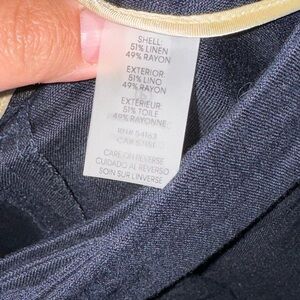 SHELL:
51% LINEN
49% RAYON
EXTERIOR:
51% LINO
49% RAYON
EXTERIEUR:
51% TOILE
49% RAYONNE
CARE ON REVERSE
CUIDADO AL REVERSO
SOIN SUR L'INVERSE